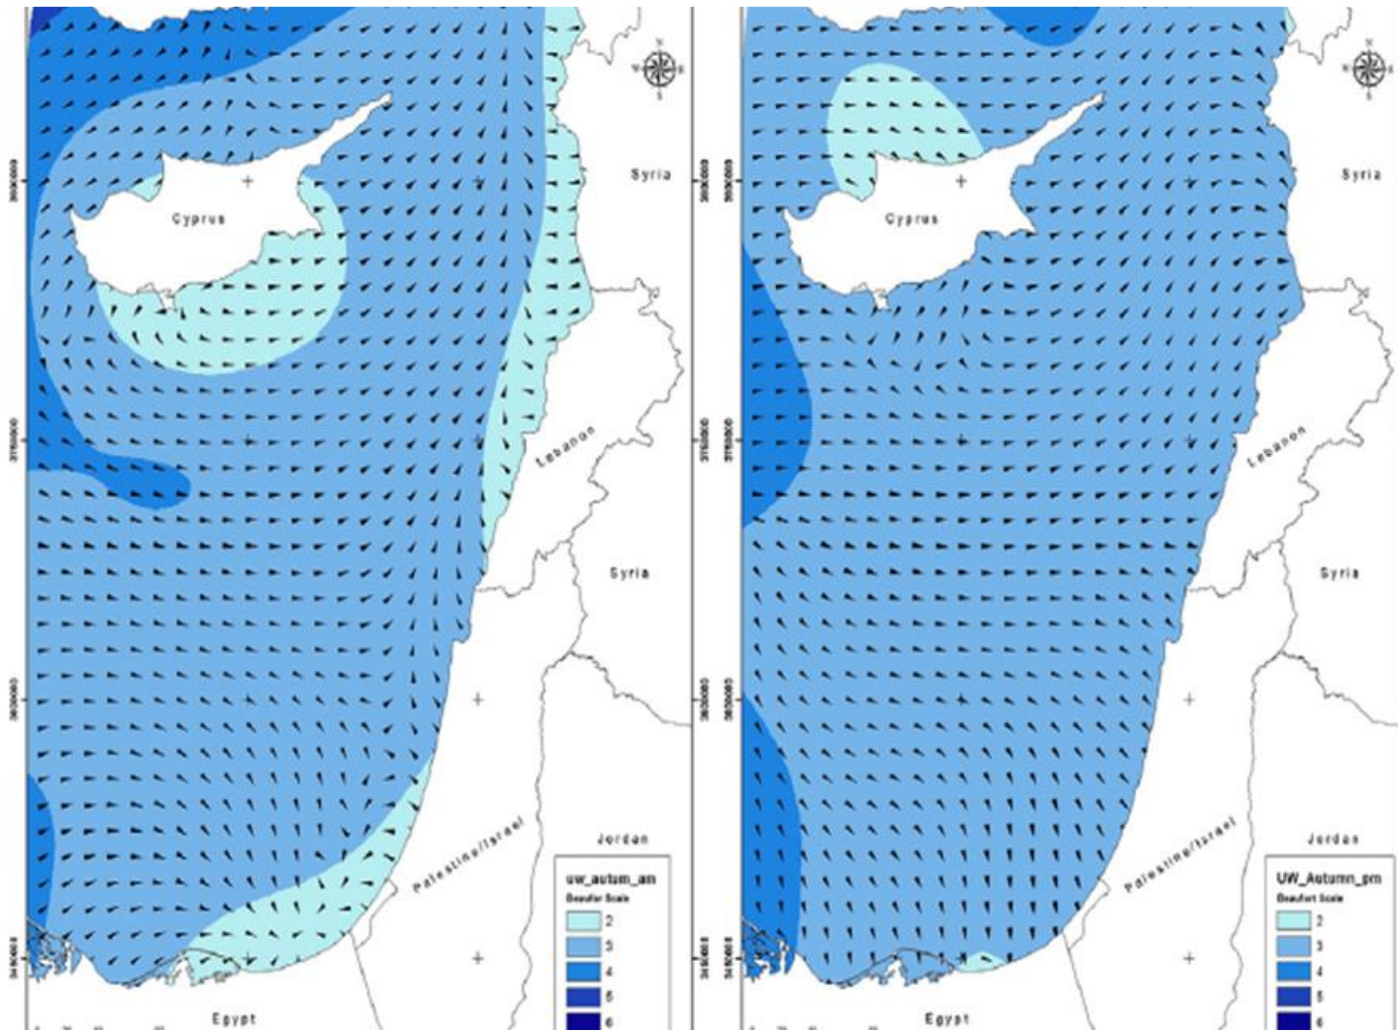 N
W
E
S
N
W
E
S
Syria
Syria
Cyprus
Cyprus
Lebanon
Lebanon
Syria
Syria
Palestine/Israel
Palestine/Israel
Jordan
Jordan
uw_autum_am
Beaufor Scale
2
3
4
5
6
UW_Autumn_pm
Beaufort Scale
2
3
4
5
6
Egypt
Egypt